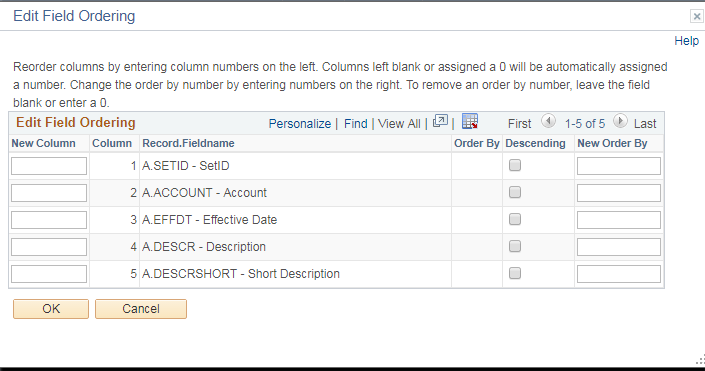 Edit Field Ordering
Help
Reorder columns by entering column numbers on the left. Columns left blank or assigned a 0 will be automatically assigned
a number. Change the order by number by entering numbers on the right. To remove an order by number, leave the field
blank or enter a 0.
Edit Field Ordering Personalize | Find | View All | | First 1-5 of 5 Last
New Column Column Record.Fieldname Order By Descending New Order By
1 A.SETID - SetID
2 A.ACCOUNT - Account
3 A.EFFDT - Effective Date
4 A.DESCR - Description
5 A.DESCRSHORT - Short Description
OK Cancel